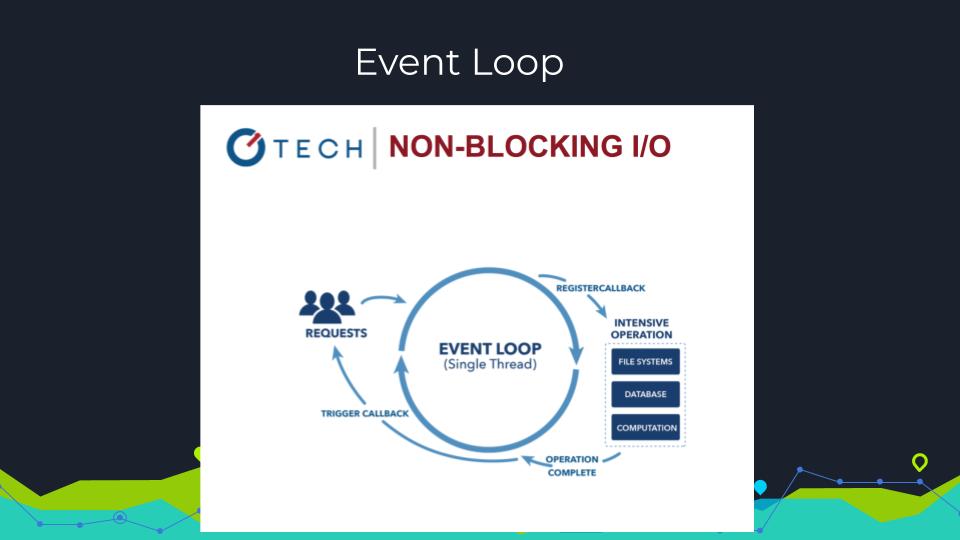 Event Loop
TECH | NON-BLOCKING I/O
REGISTERCALLBACK
REQUESTS
INTENSIVE
OPERATION
EVENT LOOP
(Single Thread)
FILE SYSTEMS
DATABASE
TRIGGER CALLBACK
COMPUTATION
OPERATION
COMPLETE